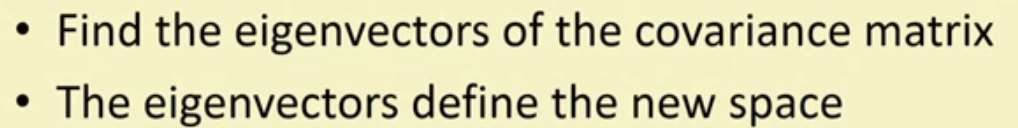 • Find the eigenvectors of the covariance matrix
• The eigenvectors define the new space